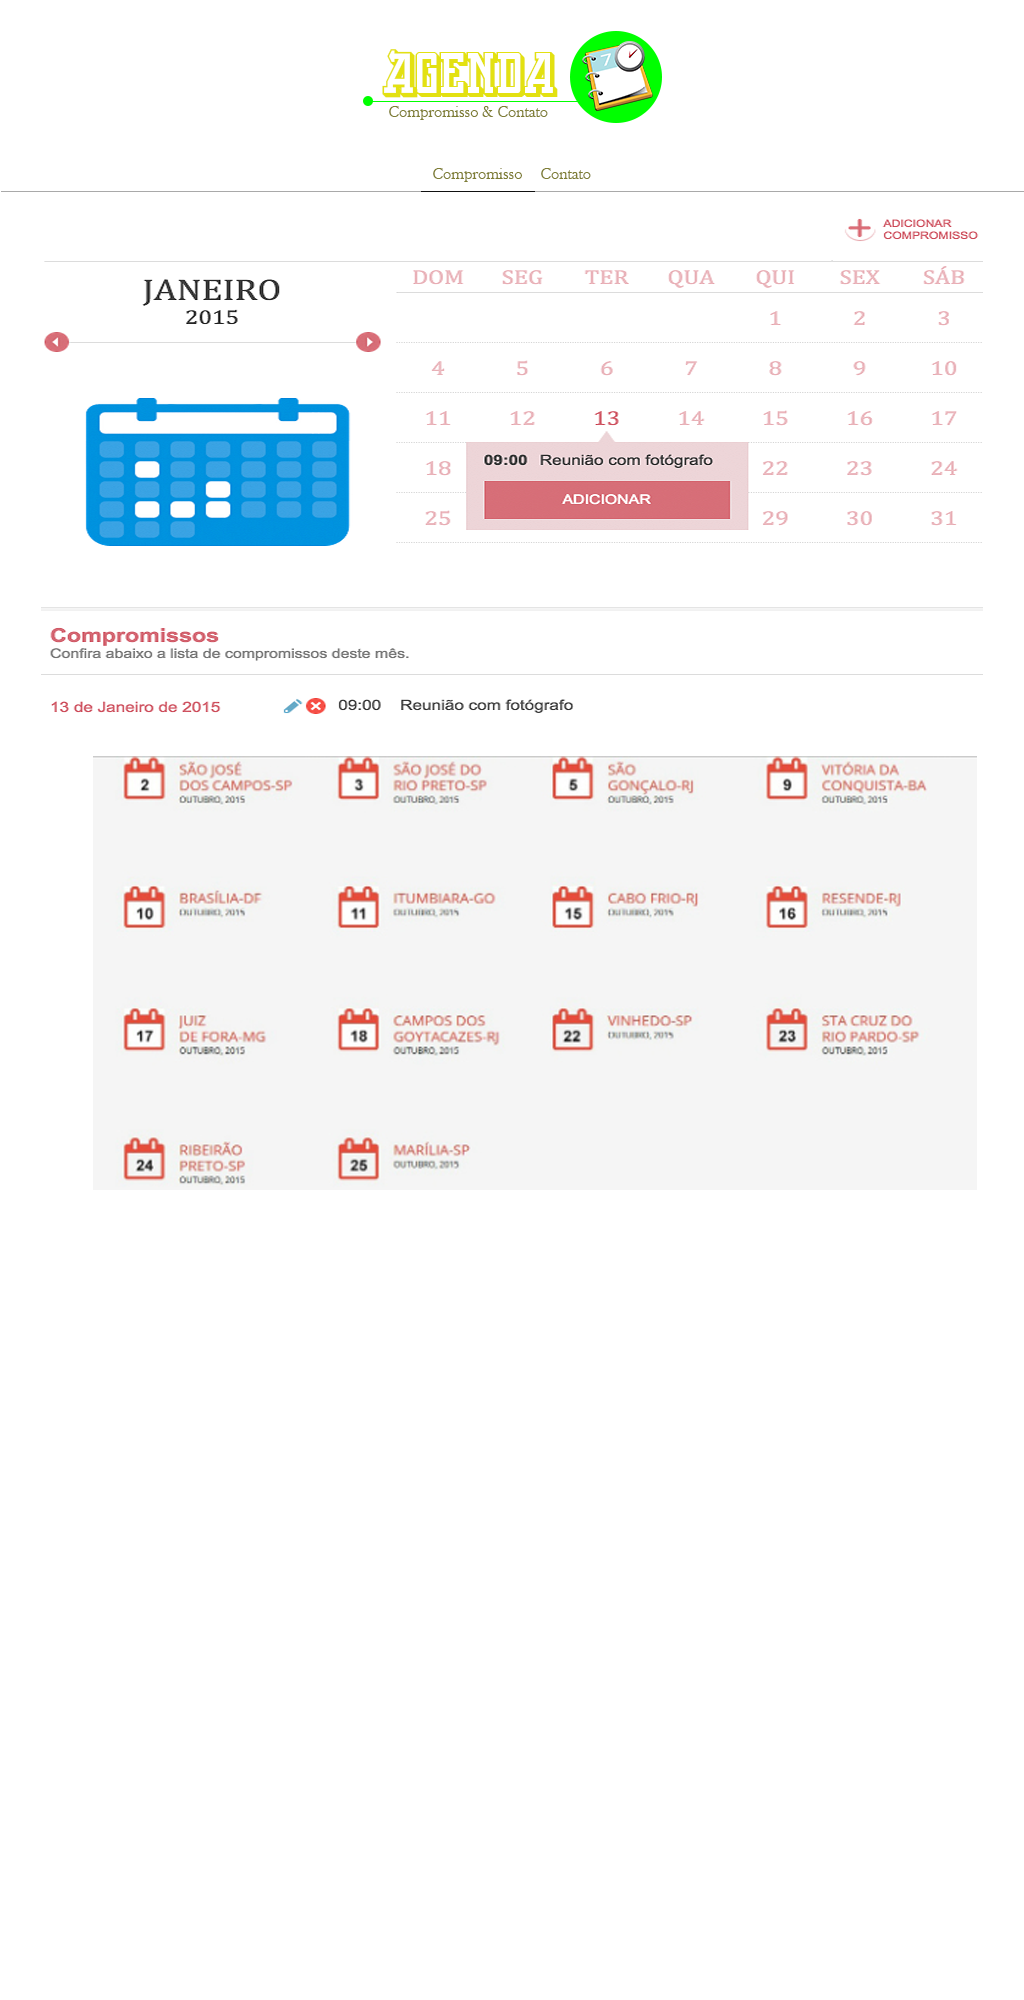 AGENDA
Compromisso & Contato
7
Compromisso Contato
ADICIONAR
COMPROMISSO
JANEIRO
2015
DOM SEG TER QUA QUI SEX SÁB
1 2 3
4 5 6 7 8 9 10
11 12 13 14 15 16 17
18 22 23 24
25 29 30 31
09:00 Reunião com fotógrafo
ADICIONAR
Compromissos
Confira abaixo a lista de compromissos deste mês.
13 de Janeiro de 2015 09:00 Reunião com fotógrafo
2 SÃO JOSÉ
DOS CAMPOS-SP
OUTUBRO, 2015
3 SÃO JOSÉ DO
RIO PRETO-SP
OUTUBRO, 2015
5 SÃO
GONÇALO-RJ
OUTUBRO, 2015
9 VITÓRIA DA
CONQUISTA-BA
OUTUBRO, 2015
10 BRASÍLIA-DF
OUTUBRO, 2015
11 ITUMBIARA-GO
OUTUBRO, 2015
15 CABO FRIO-RJ
OUTUBRO, 2015
16 RESENDE-RJ
OUTUBRO, 2015
17 JUIZ
DE FORA-MG
OUTUBRO, 2015
18 CAMPOS DOS
GOYTACAZES-RJ
OUTUBRO, 2015
22 VINHEDO-SP
OUTUBRO, 2015
23 STA CRUZ DO
RIO PARDO-SP
OUTUBRO, 2015
24 RIBEIRÃO
PRETO-SP
OUTUBRO, 2015
25 MARÍLIA-SP
OUTUBRO, 2015